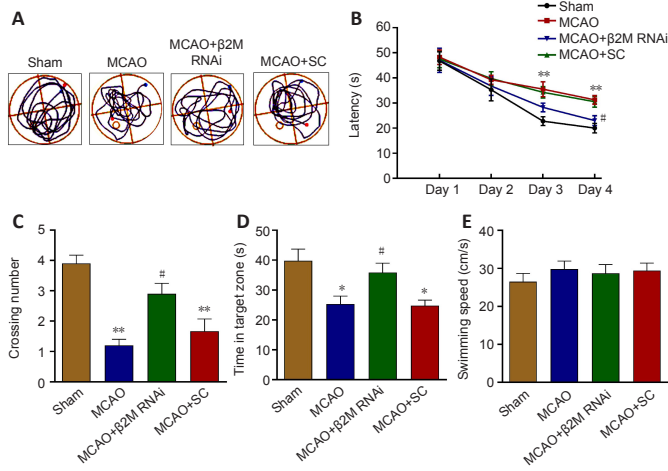 A
Sham
MCAO
MCAO+β2M
RNAi
MCAO+SC
B
Sham
MCAO
MCAO+β2M RNAi
MCAO+SC
Latency (s)
60
50
40
30
20
10
0
**
**
#
Day 1
Day 2
Day 3
Day 4
C
Crossing number
5
4
3
2
1
0
**
#
**
Sham
MCAO
MCAO+β2M RNAi
MCAO+SC
D
Time in target zone (s)
50
40
30
20
10
0
*
#
*
Sham
MCAO
MCAO+β2M RNAi
MCAO+SC
E
Swimming speed (cm/s)
40
30
20
10
0
Sham
MCAO
MCAO+β2M RNAi
MCAO+SC